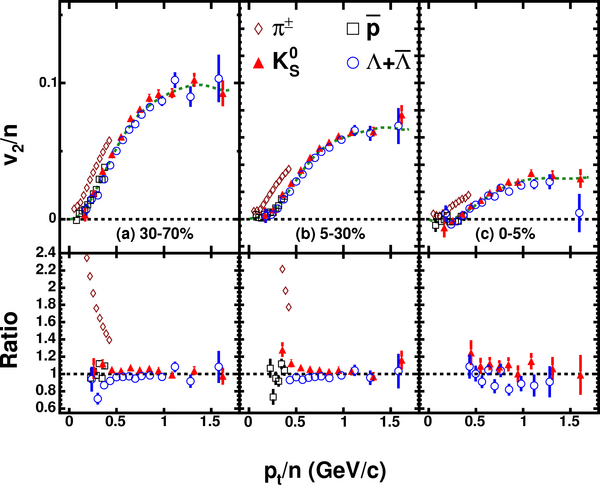 π± p̅
K⁰S Λ+Λ̅
v₂/n
0.1
0
(a) 30-70% (b) 5-30% (c) 0-5%
Ratio
2.4
2.2
2
1.8
1.6
1.4
1.2
1
0.8
0.6
0 0.5 1 1.5 0 0.5 1 1.5 0 0.5 1 1.5
pt/n (GeV/c)